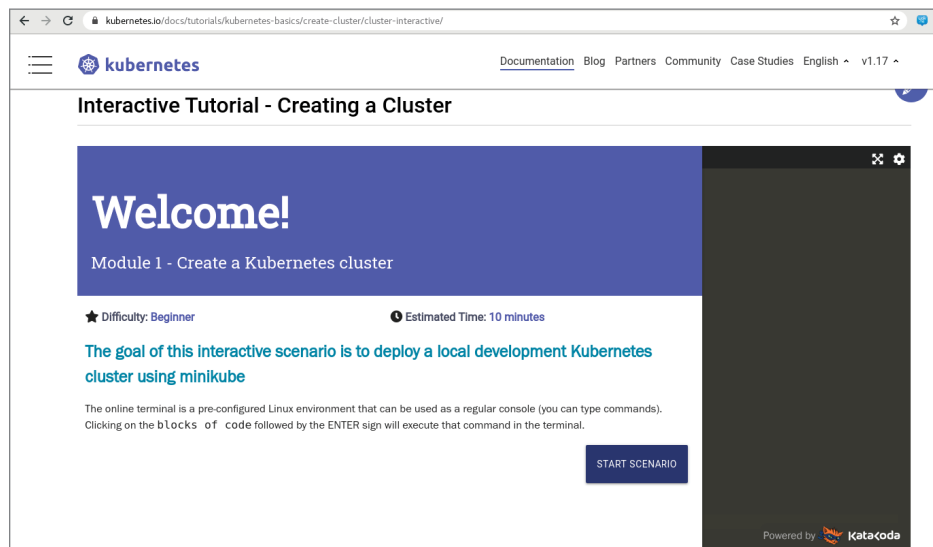 kubernetes.io/docs/tutorials/kubernetes-basics/create-cluster/cluster-interactive/
kubernetes
Documentation Blog Partners Community Case Studies English v1.17
Interactive Tutorial - Creating a Cluster
Welcome!
Module 1 - Create a Kubernetes cluster
Difficulty: Beginner
Estimated Time: 10 minutes
The goal of this interactive scenario is to deploy a local development Kubernetes
cluster using minikube
The online terminal is a pre-configured Linux environment that can be used as a regular console (you can type commands).
Clicking on the blocks of code followed by the ENTER sign will execute that command in the terminal.
START SCENARIO
Powered by Katacoda